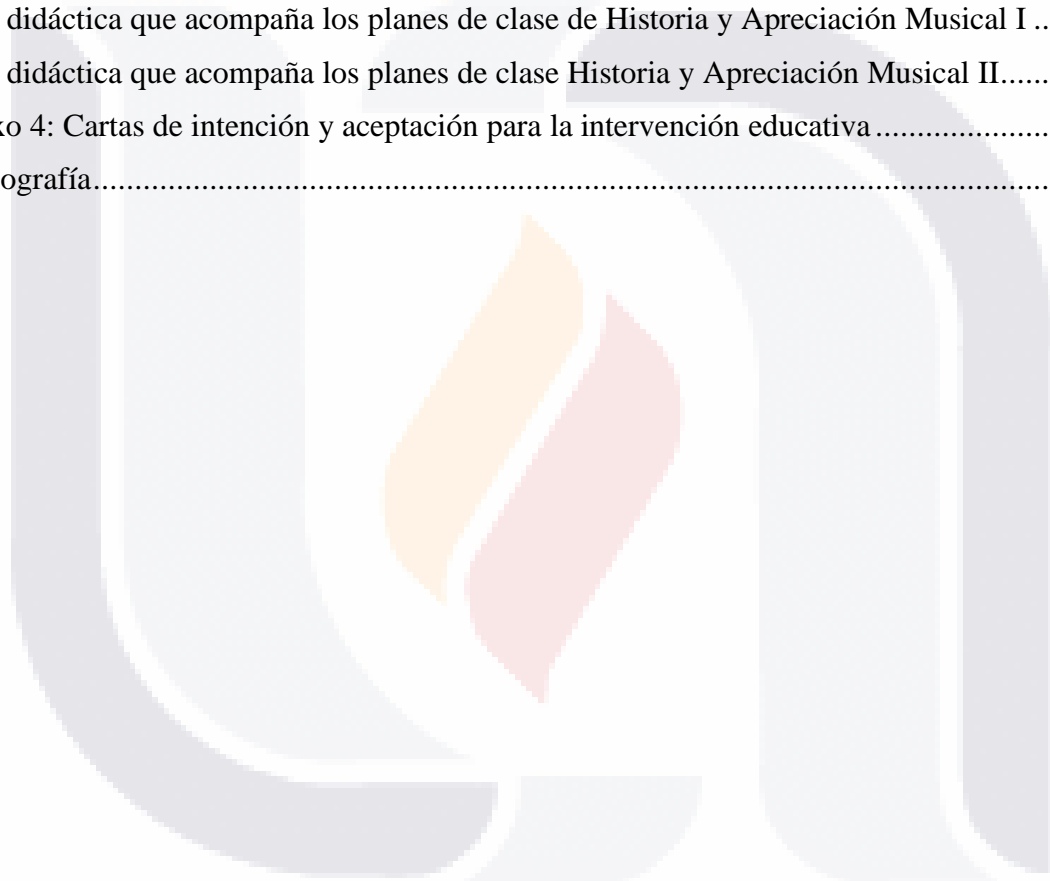 didáctica que acompaña los planes de clase de Historia y Apreciación Musical I ..
didáctica que acompaña los planes de clase Historia y Apreciación Musical II......
xo 4: Cartas de intención y aceptación para la intervención educativa ...................
ografía...........................................................................................................